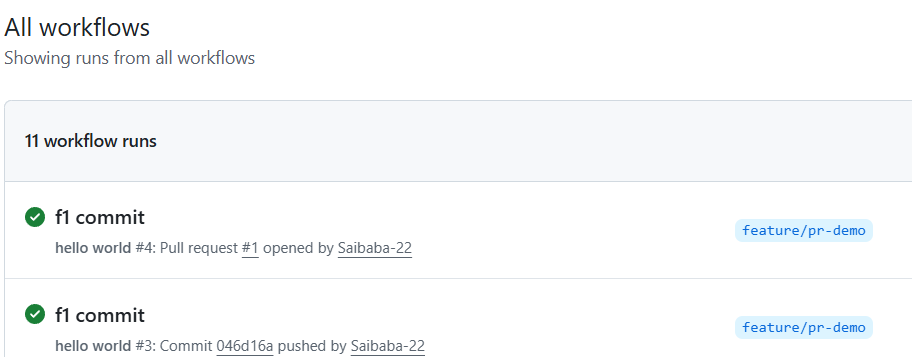 All workflows
Showing runs from all workflows
11 workflow runs
f1 commit
hello world #4: Pull request #1 opened by Saibaba-22
feature/pr-demo
f1 commit
hello world #3: Commit 046d16a pushed by Saibaba-22
feature/pr-demo